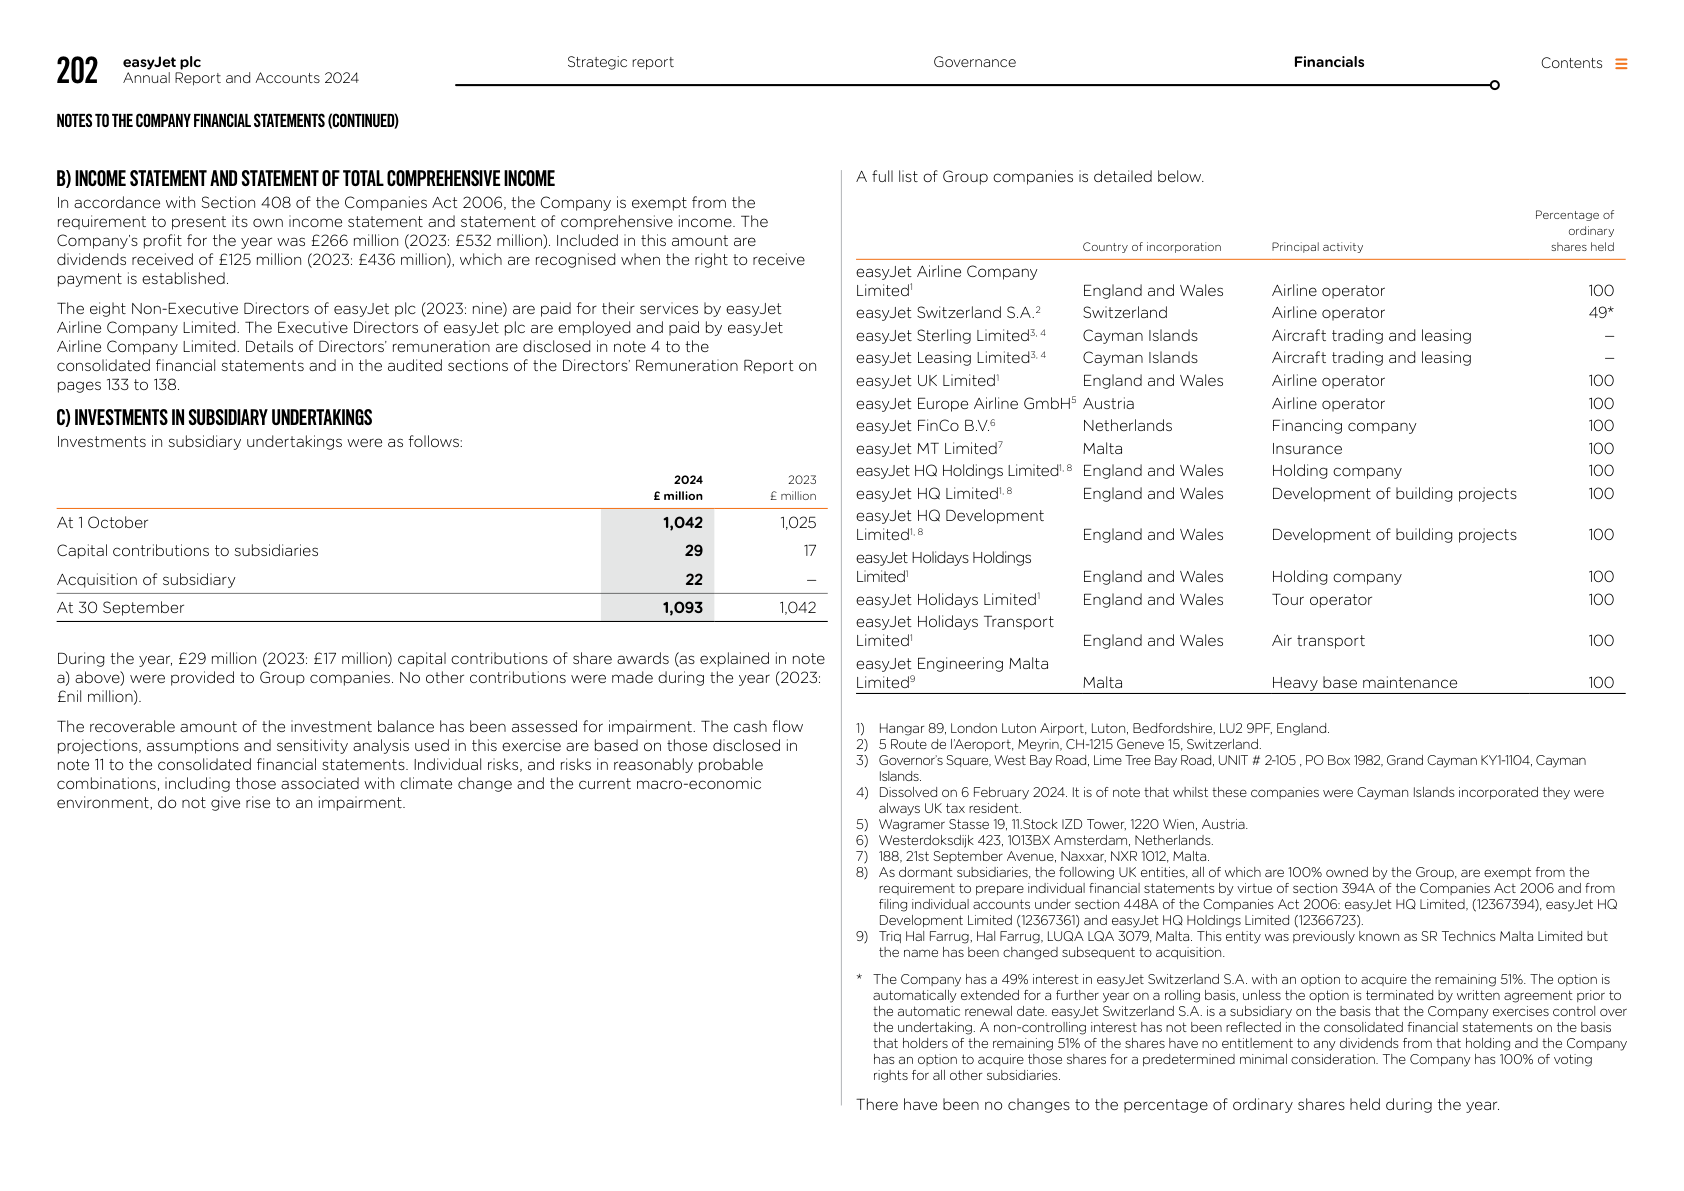 202
easyJet plc
Annual Report and Accounts 2024
Strategic report
Governance
Financials
Contents
NOTES TO THE COMPANY FINANCIAL STATEMENTS (CONTINUED)
B) INCOME STATEMENT AND STATEMENT OF TOTAL COMPREHENSIVE INCOME
In accordance with Section 408 of the Companies Act 2006, the Company is exempt from the
requirement to present its own income statement and statement of comprehensive income. The
Company's profit for the year was £266 million (2023: £532 million). Included in this amount are
dividends received of £125 million (2023: £436 million), which are recognised when the right to receive
payment is established.
The eight Non-Executive Directors of easyJet plc (2023: nine) are paid for their services by easyJet
Airline Company Limited. The Executive Directors of easyJet plc are employed and paid by easyJet
Airline Company Limited. Details of Directors' remuneration are disclosed in note 4 to the
consolidated financial statements and in the audited sections of the Directors' Remuneration Report on
pages 133 to 138.
C) INVESTMENTS IN SUBSIDIARY UNDERTAKINGS
Investments in subsidiary undertakings were as follows:
2024 2023
£ million £ million
At 1 October 1,042 1,025
Capital contributions to subsidiaries 29 17
Acquisition of subsidiary 22 –
At 30 September 1,093 1,042
During the year, £29 million (2023: £17 million) capital contributions of share awards (as explained in note
a) above) were provided to Group companies. No other contributions were made during the year (2023:
£nil million).
The recoverable amount of the investment balance has been assessed for impairment. The cash flow
projections, assumptions and sensitivity analysis used in this exercise are based on those disclosed in
note 11 to the consolidated financial statements. Individual risks, and risks in reasonably probable
combinations, including those associated with climate change and the current macro-economic
environment, do not give rise to an impairment.
A full list of Group companies is detailed below.
Percentage of
ordinary
Country of incorporation Principal activity shares held
easyJet Airline Company
Limited¹ England and Wales Airline operator 100
easyJet Switzerland S.A.² Switzerland Airline operator 49*
easyJet Sterling Limited³, ⁴ Cayman Islands Aircraft trading and leasing –
easyJet Leasing Limited³, ⁴ Cayman Islands Aircraft trading and leasing –
easyJet UK Limited¹ England and Wales Airline operator 100
easyJet Europe Airline GmbH⁵ Austria Airline operator 100
easyJet FinCo B.V.⁶ Netherlands Financing company 100
easyJet MT Limited⁷ Malta Insurance 100
easyJet HQ Holdings Limited¹, ⁸ England and Wales Holding company 100
easyJet HQ Limited¹, ⁸ England and Wales Development of building projects 100
easyJet HQ Development
Limited¹, ⁸ England and Wales Development of building projects 100
easyJet Holidays Holdings
Limited¹ England and Wales Holding company 100
easyJet Holidays Limited¹ England and Wales Tour operator 100
easyJet Holidays Transport
Limited¹ England and Wales Air transport 100
easyJet Engineering Malta
Limited⁹ Malta Heavy base maintenance 100
1) Hangar 89, London Luton Airport, Luton, Bedfordshire, LU2 9PF, England.
2) 5 Route de l'Aeroport, Meyrin, CH-1215 Geneve 15, Switzerland.
3) Governor's Square, West Bay Road, Lime Tree Bay Road, UNIT # 2-105 , PO Box 1982, Grand Cayman KY1-1104, Cayman
Islands.
4) Dissolved on 6 February 2024. It is of note that whilst these companies were Cayman Islands incorporated they were
always UK tax resident.
5) Wagramer Stasse 19, 11.Stock IZD Tower, 1220 Wien, Austria.
6) Westerdoksdijk 423, 1013BX Amsterdam, Netherlands.
7) 188, 21st September Avenue, Naxxar, NXR 1012, Malta.
8) As dormant subsidiaries, the following UK entities, all of which are 100% owned by the Group, are exempt from the
requirement to prepare individual financial statements by virtue of section 394A of the Companies Act 2006 and from
filing individual accounts under section 448A of the Companies Act 2006: easyJet HQ Limited, (12367394), easyJet HQ
Development Limited (12367361) and easyJet HQ Holdings Limited (12366723).
9) Triq Hal Farrug, Hal Farrug, LUQA LQA 3079, Malta. This entity was previously known as SR Technics Malta Limited but
the name has been changed subsequent to acquisition.
* The Company has a 49% interest in easyJet Switzerland S.A. with an option to acquire the remaining 51%. The option is
automatically extended for a further year on a rolling basis, unless the option is terminated by written agreement prior to
the automatic renewal date. easyJet Switzerland S.A. is a subsidiary on the basis that the Company exercises control over
the undertaking. A non-controlling interest has not been reflected in the consolidated financial statements on the basis
that holders of the remaining 51% of the shares have no entitlement to any dividends from that holding and the Company
has an option to acquire those shares for a predetermined minimal consideration. The Company has 100% of voting
rights for all other subsidiaries.
There have been no changes to the percentage of ordinary shares held during the year.